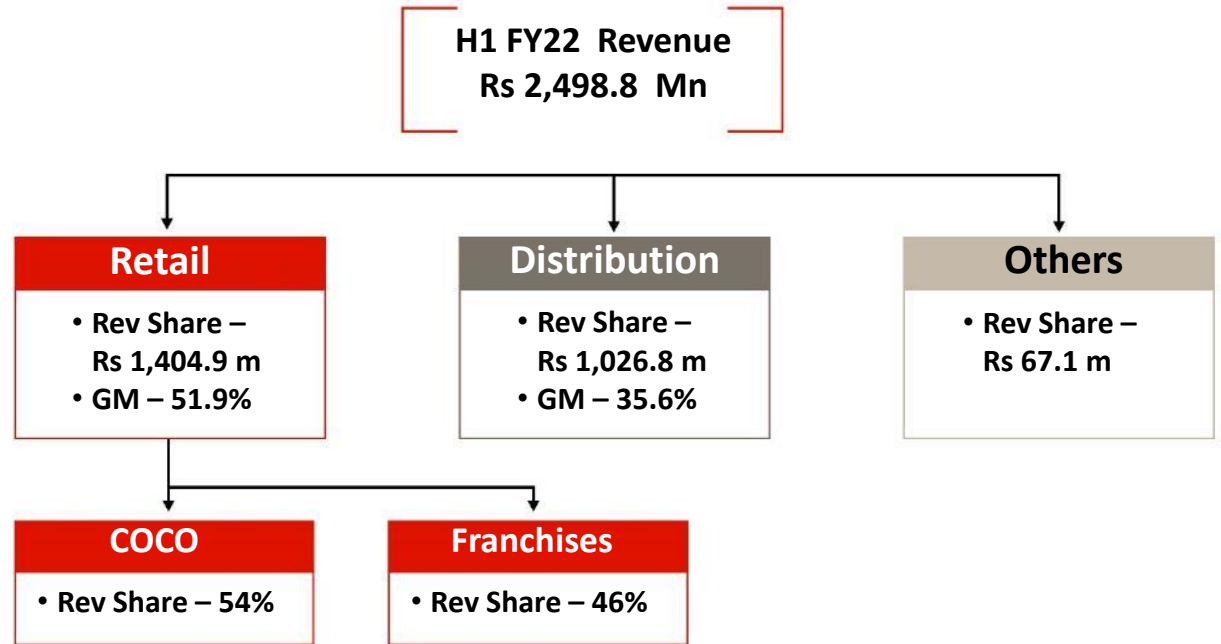 H1 FY22 Revenue
Rs 2,498.8 Mn
Retail
• Rev Share –
Rs 1,404.9 m
• GM – 51.9%
Distribution
• Rev Share –
Rs 1,026.8 m
• GM – 35.6%
Others
• Rev Share –
Rs 67.1 m
COCO
• Rev Share – 54%
Franchises
• Rev Share – 46%